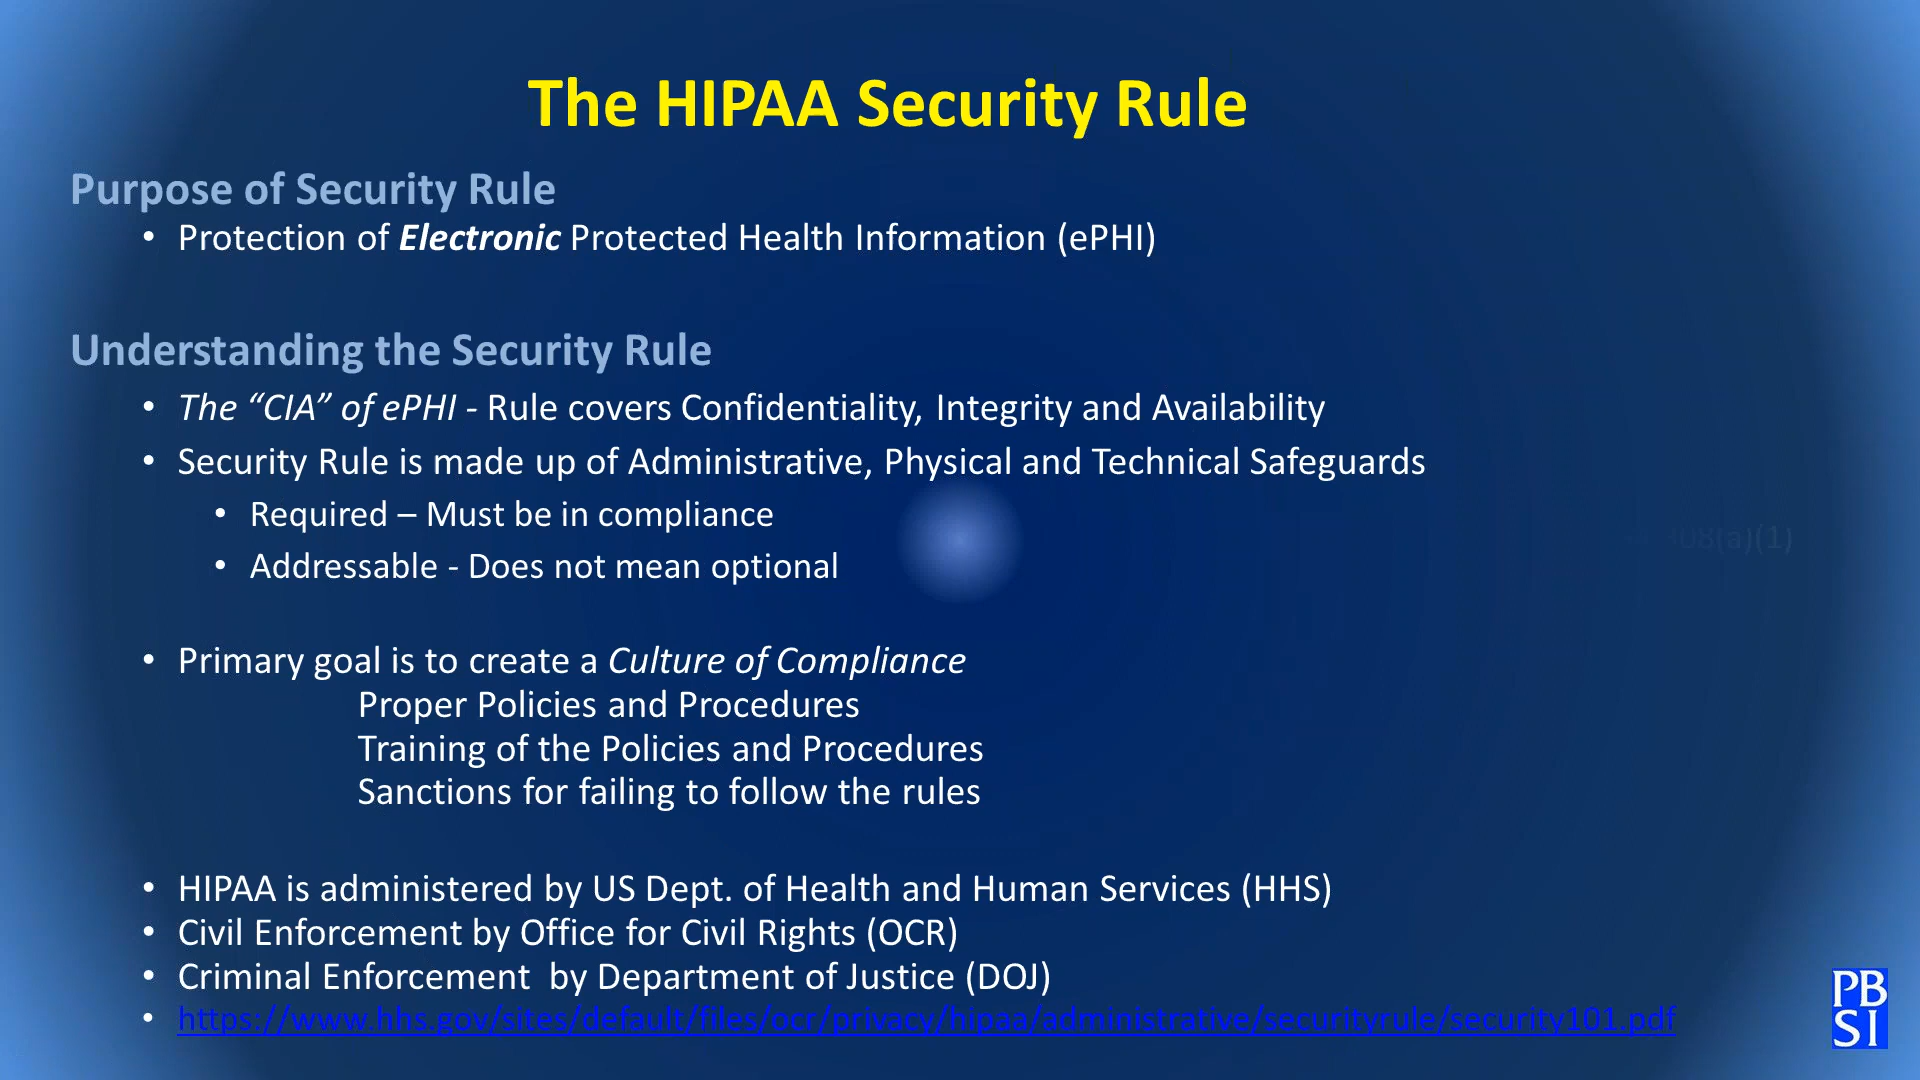 The HIPAA Security Rule
Purpose of Security Rule
• Protection of Electronic Protected Health Information (ePHI)
Understanding the Security Rule
• The “CIA” of ePHI - Rule covers Confidentiality, Integrity and Availability
• Security Rule is made up of Administrative, Physical and Technical Safeguards
• Required – Must be in compliance
• Addressable - Does not mean optional
• Primary goal is to create a Culture of Compliance
Proper Policies and Procedures
Training of the Policies and Procedures
Sanctions for failing to follow the rules
• HIPAA is administered by US Dept. of Health and Human Services (HHS)
• Civil Enforcement by Office for Civil Rights (OCR)
• Criminal Enforcement  by Department of Justice (DOJ)
• https://www.hhs.gov/sites/default/files/ocr/privacy/hipaa/administrative/securityrule/security101.pdf
PB
SI